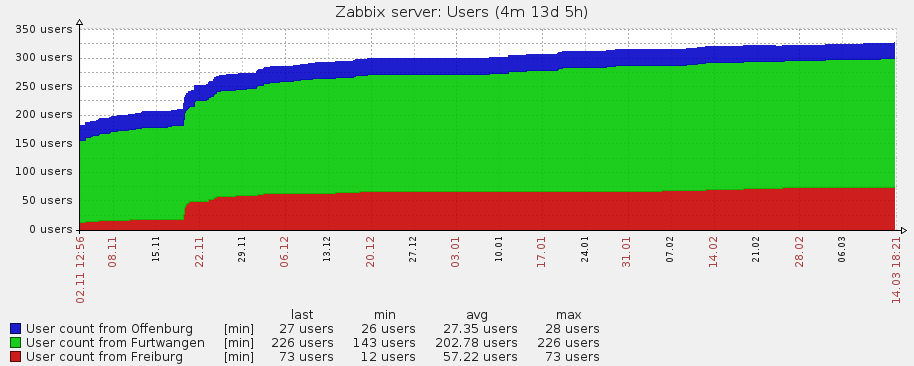 Zabbix server: Users (4m 13d 5h)
350 users
300 users
250 users
200 users
150 users
100 users
50 users
0 users
02.11 12:56
08.11
15.11
22.11
29.11
06.12
13.12
20.12
27.12
03.01
10.01
17.01
24.01
31.01
07.02
14.02
21.02
28.02
06.03
14.03 18:21
last min avg max
User count from Offenburg [min] 27 users 26 users 27.35 users 28 users
User count from Furtwangen [min] 226 users 143 users 202.78 users 226 users
User count from Freiburg [min] 73 users 12 users 57.22 users 73 users